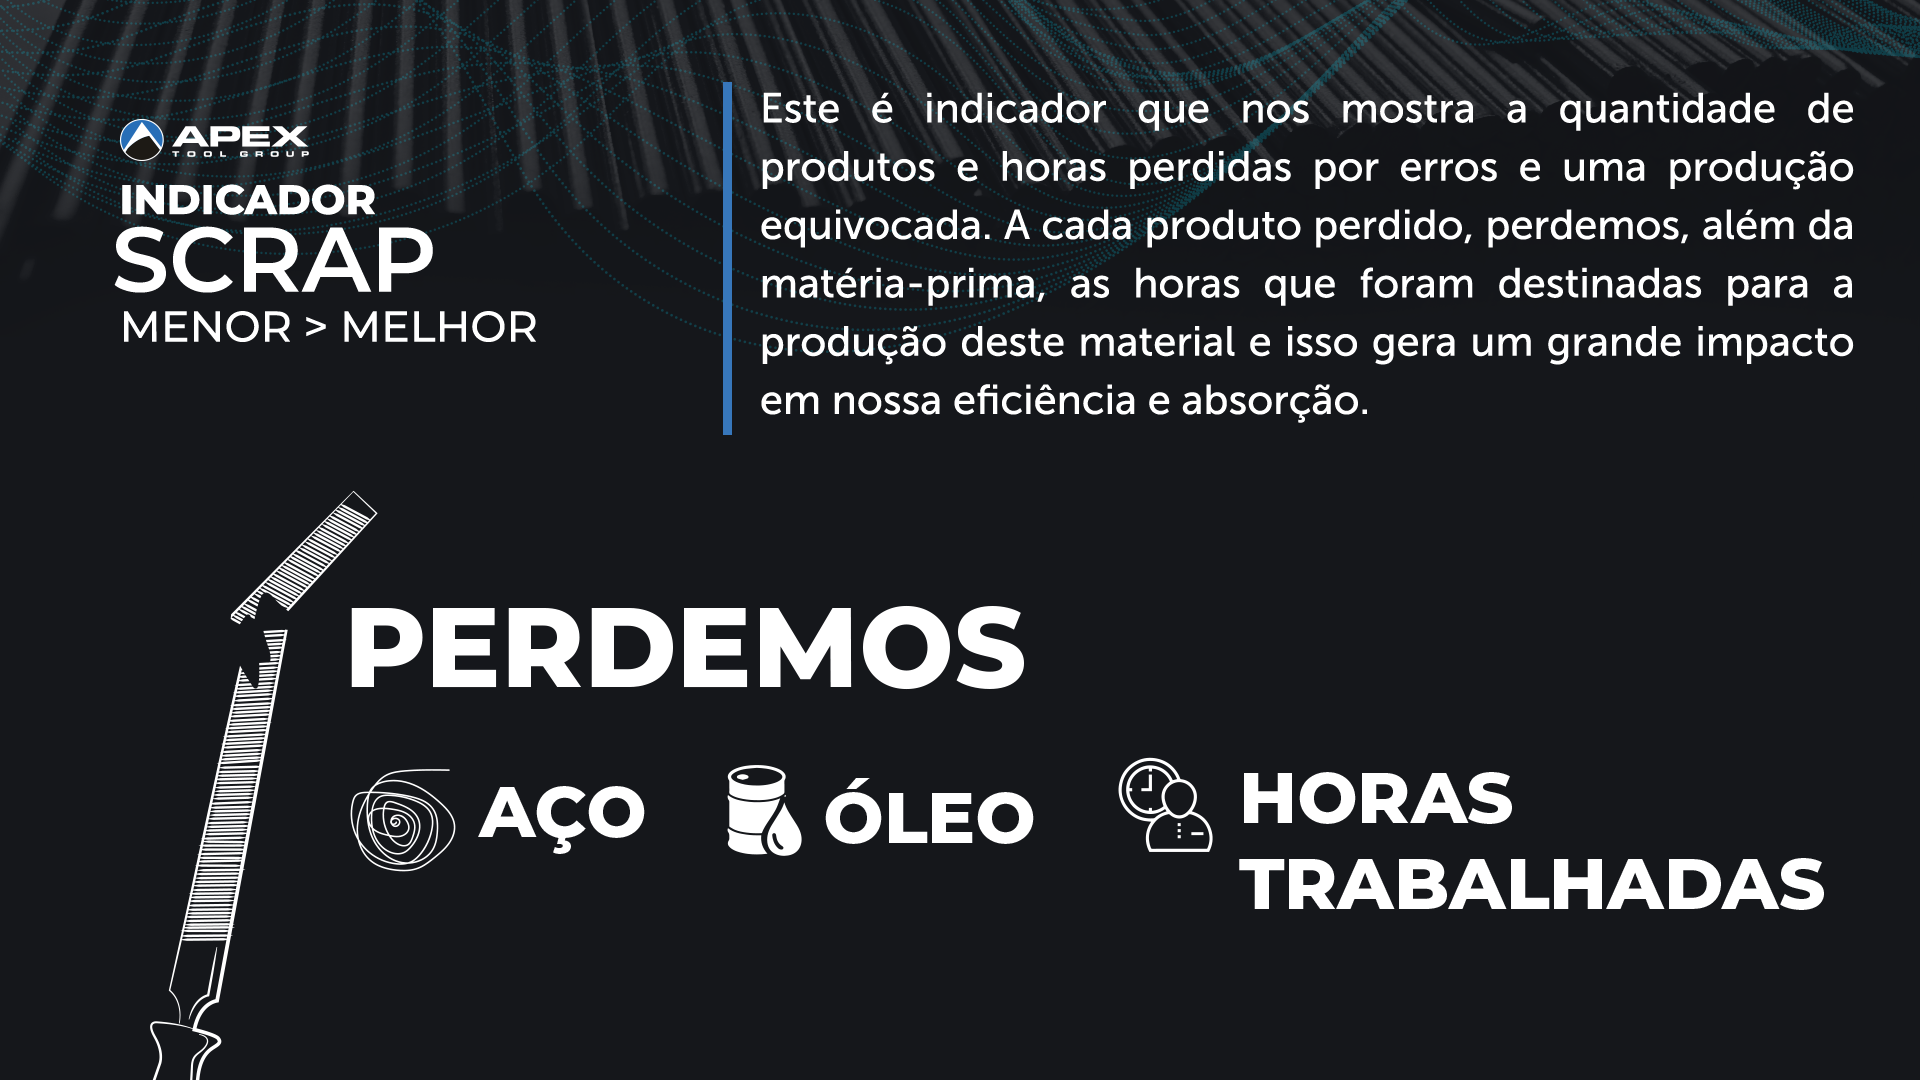 APEX
TOOL GROUP
INDICADOR
SCRAP
MENOR > MELHOR
Este é indicador que nos mostra a quantidade de
produtos e horas perdidas por erros e uma produção
equivocada. A cada produto perdido, perdemos, além da
matéria-prima, as horas que foram destinadas para a
produção deste material e isso gera um grande impacto
em nossa eficiência e absorção.
PERDEMOS
AÇO
ÓLEO
HORAS
TRABALHADAS